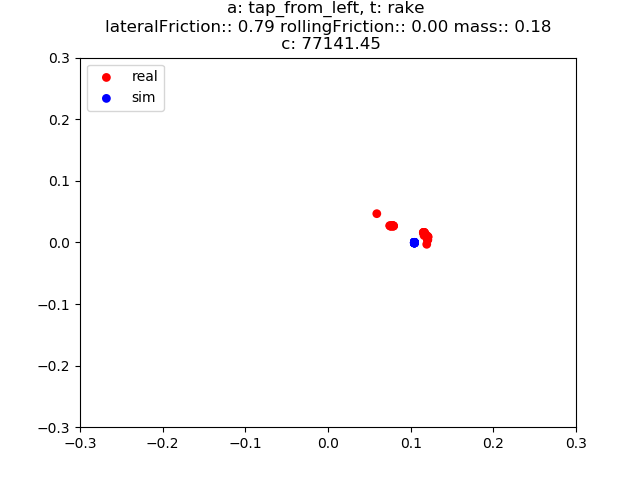 a: tap_from_left, t: rake
lateralFriction:: 0.79 rollingFriction:: 0.00 mass:: 0.18
c: 77141.45
real
sim
0.3
0.2
0.1
0.0
−0.1
−0.2
−0.3
−0.3 −0.2 −0.1 0.0 0.1 0.2 0.3